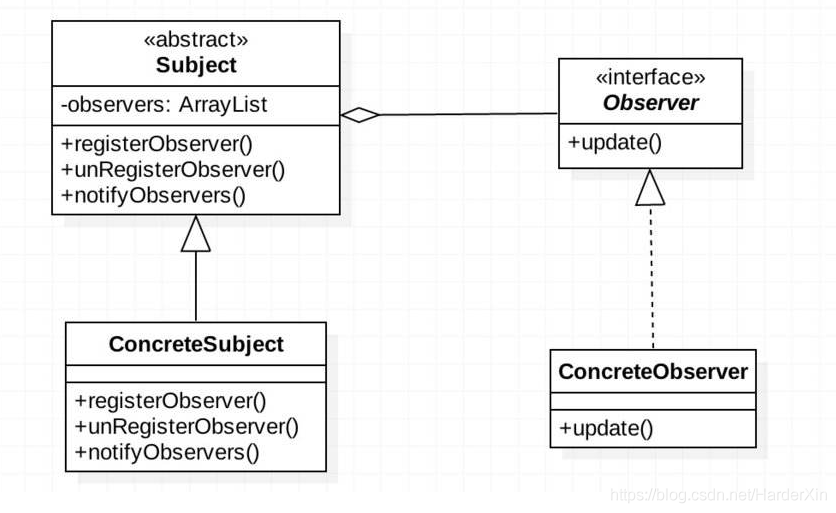 «abstract»
Subject
-observers: ArrayList
+registerObserver()
+unRegisterObserver()
+notifyObservers()
«interface»
Observer
+update()
ConcreteSubject
+registerObserver()
+unRegisterObserver()
+notifyObservers()
ConcreteObserver
+update()
https://blog.csdn.net/HarderXin